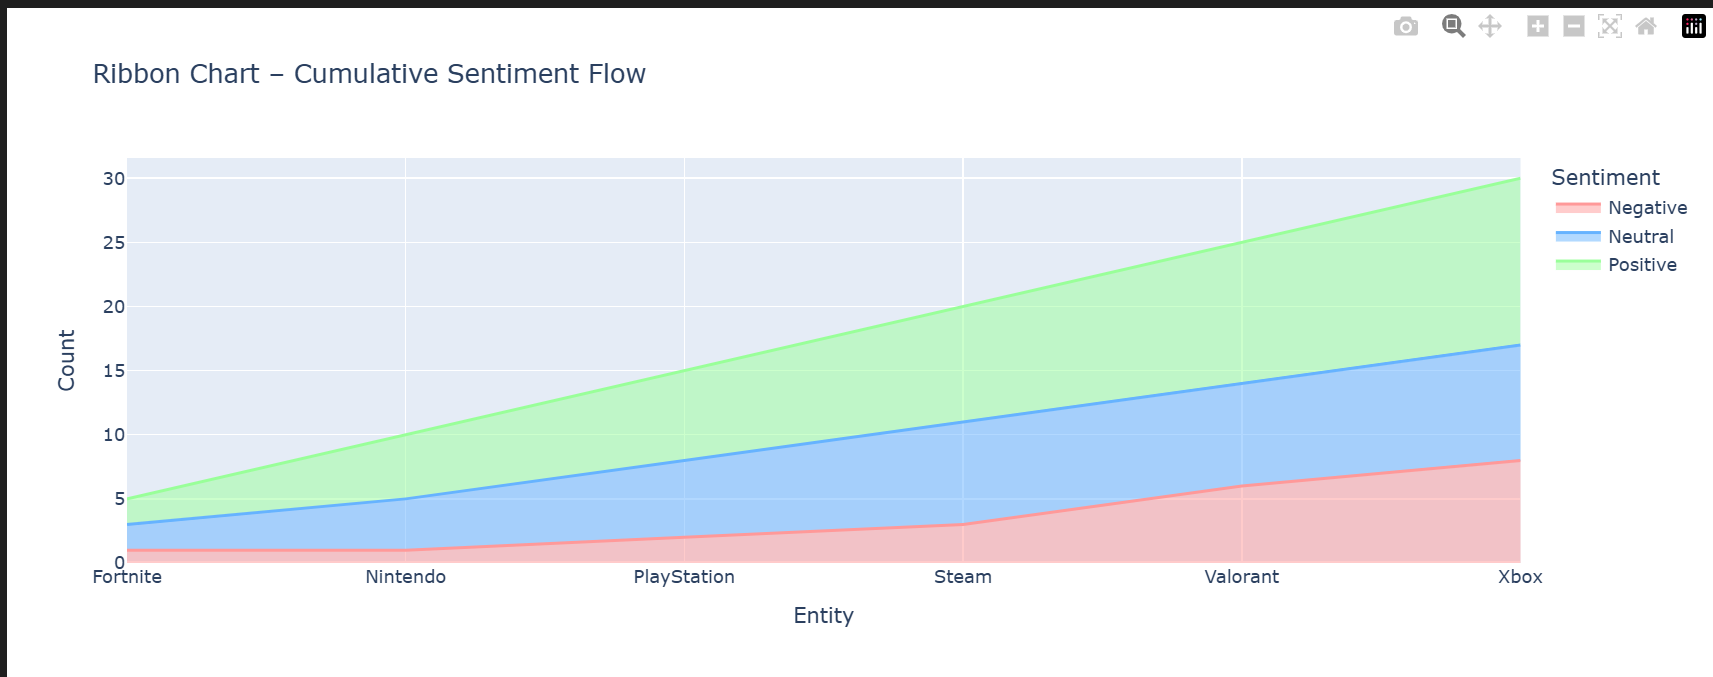 Ribbon Chart – Cumulative Sentiment Flow
30
25
20
15
10
5
0
Count
Fortnite
Nintendo
PlayStation
Steam
Valorant
Xbox
Entity
Sentiment
Negative
Neutral
Positive